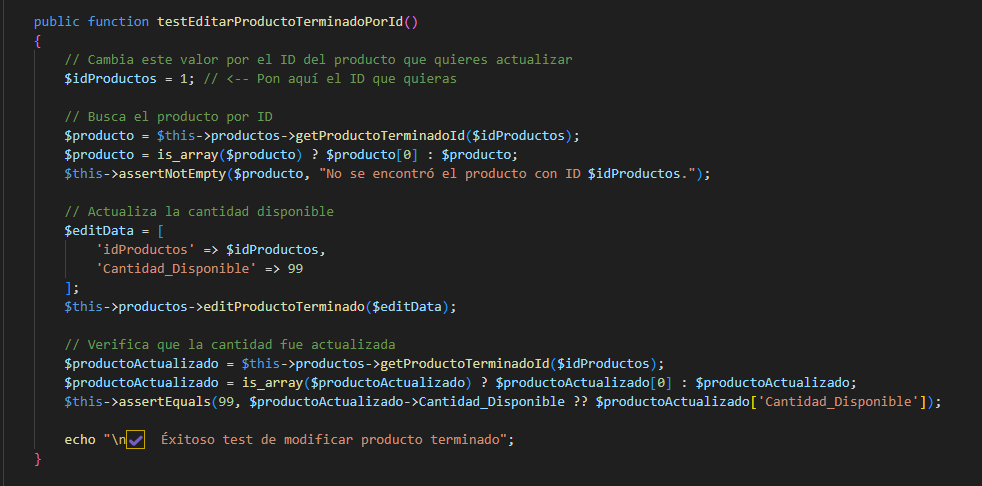 public function testEditarProductoTerminadoPorId()
{
    // Cambia este valor por el ID del producto que quieres actualizar
    $idProductos = 1; // <-- Pon aquí el ID que quieras
    // Busca el producto por ID
    $producto = $this->productos->getProductoTerminadoId($idProductos);
    $producto = is_array($producto) ? $producto[0] : $producto;
    $this->assertNotEmpty($producto, "No se encontró el producto con ID $idProductos.");
    // Actualiza la cantidad disponible
    $editData = [
        'idProductos' => $idProductos,
        'Cantidad_Disponible' => 99
    ];
    $this->productos->editProductoTerminado($editData);
    // Verifica que la cantidad fue actualizada
    $productoActualizado = $this->productos->getProductoTerminadoId($idProductos);
    $productoActualizado = is_array($productoActualizado) ? $productoActualizado[0] : $productoActualizado;
    $this->assertEquals(99, $productoActualizado->Cantidad_Disponible ?? $productoActualizado['Cantidad_Disponible']);
    echo "\n✔ Éxitoso test de modificar producto terminado";
}